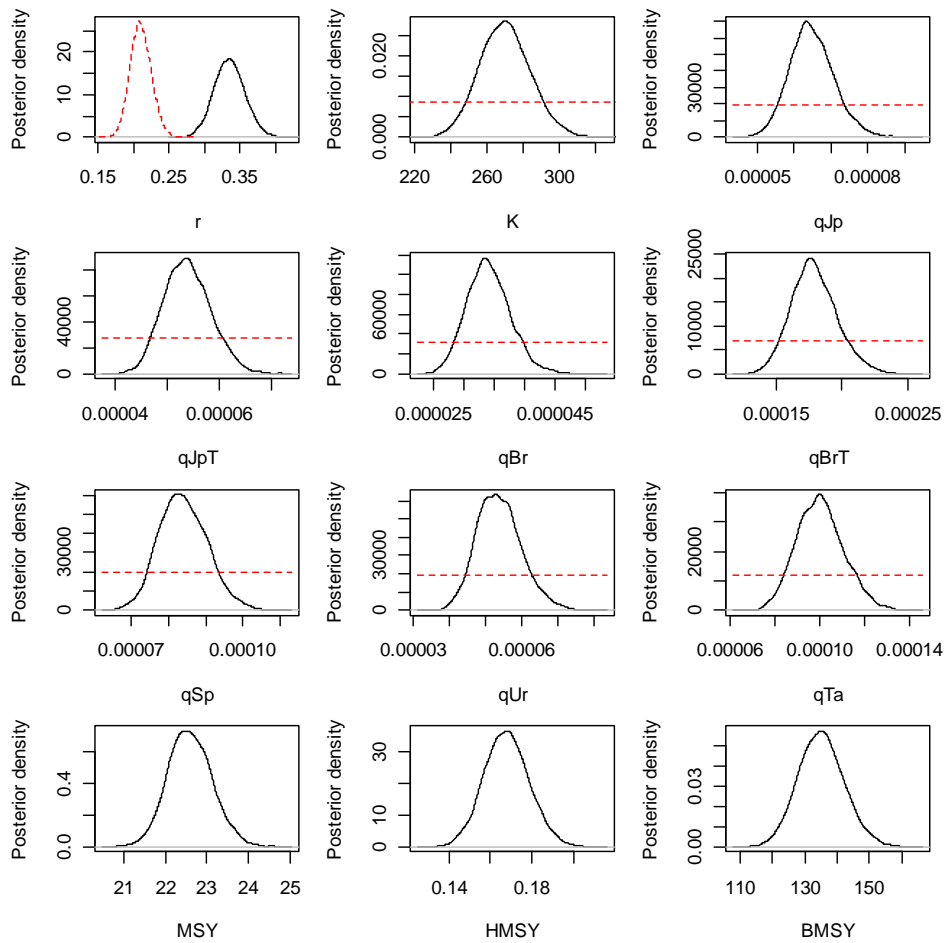 Posterior density
0 10 20
0.15 0.25 0.35
r
Posterior density
0.000 0.020
220 260 300
K
Posterior density
0 30000
0.00005 0.00008
qJp
Posterior density
0 40000
0.00004 0.00006
qJpT
Posterior density
0 60000
0.000025 0.000045
qBr
Posterior density
0 10000 25000
0.00015 0.00025
qBrT
Posterior density
0 30000
0.00007 0.00010
qSp
Posterior density
0 30000
0.00003 0.00006
qUr
Posterior density
0 20000
0.00006 0.00010 0.00014
qTa
Posterior density
0.0 0.4
21 22 23 24 25
MSY
Posterior density
0 10 30
0.14 0.18
HMSY
Posterior density
0.00 0.03
110 130 150
BMSY